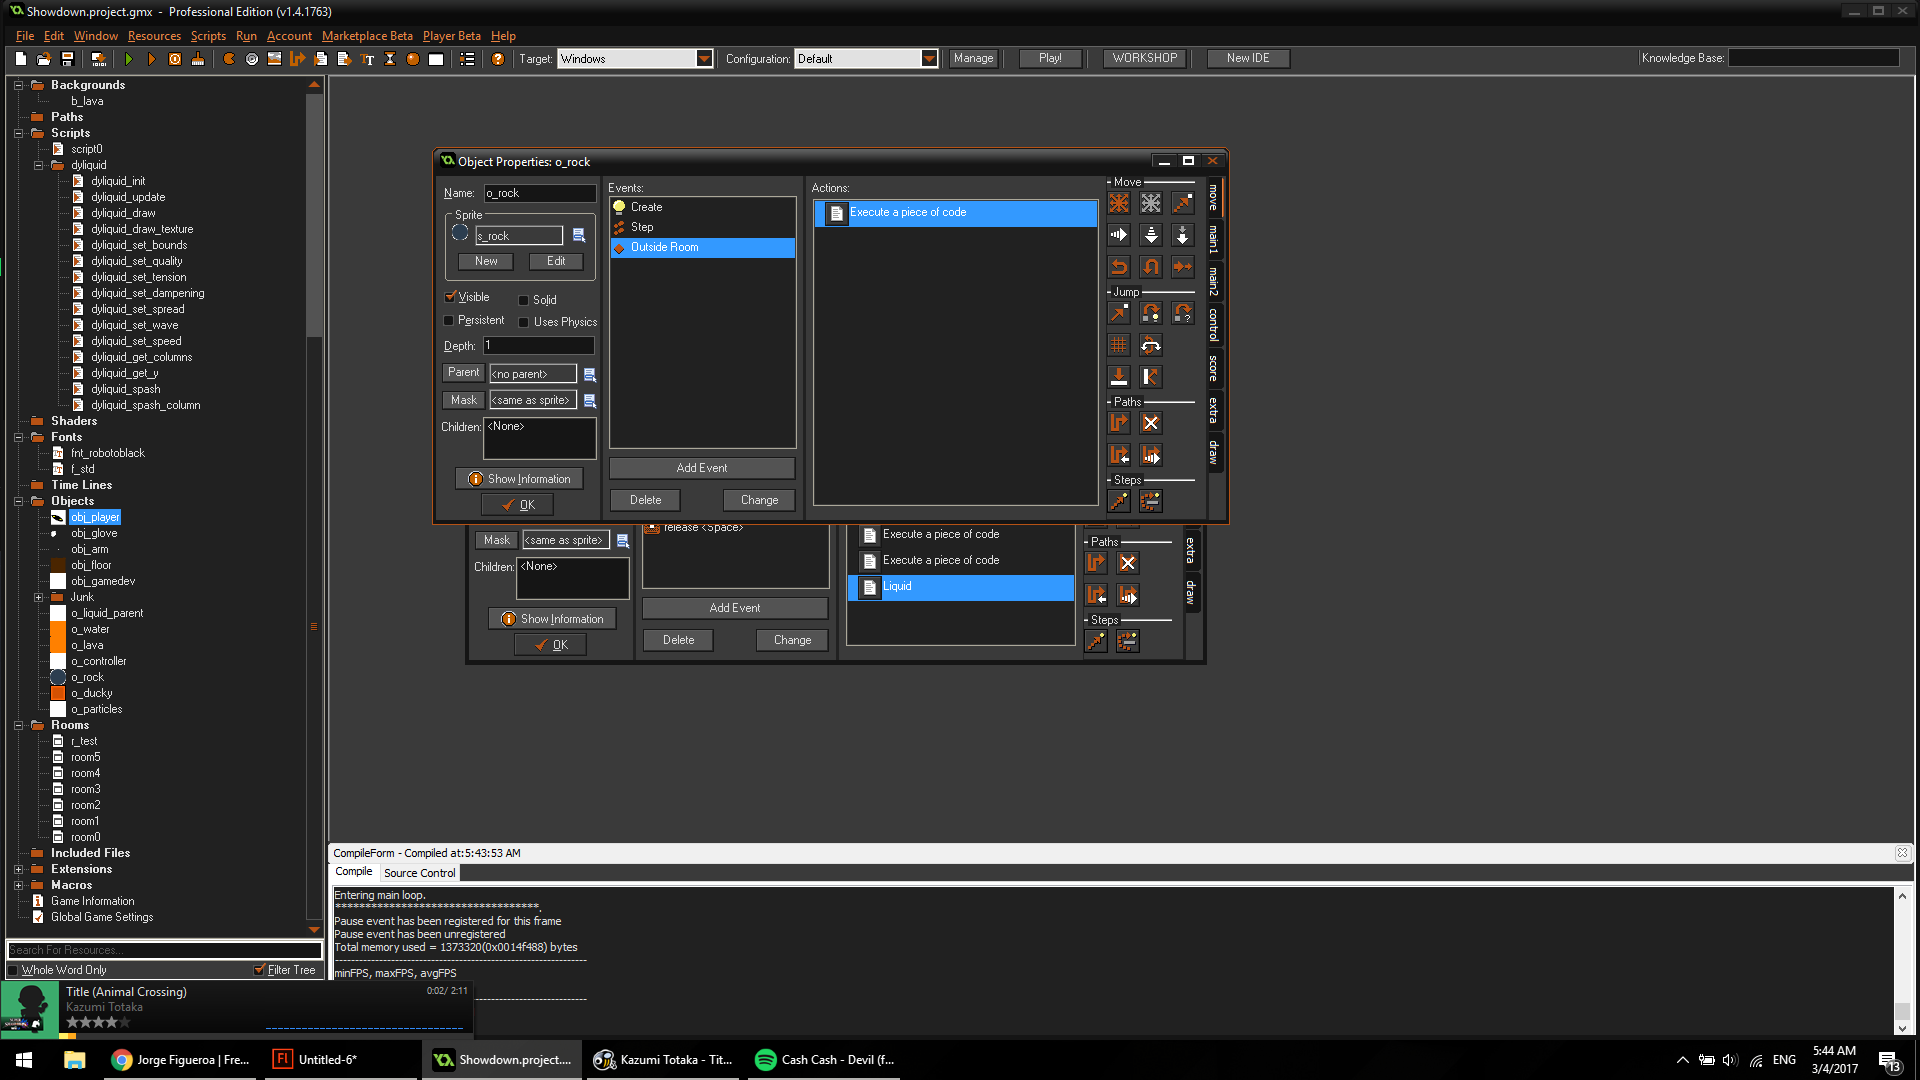 Showdown.project.gmx - Professional Edition (v1.4.1763)
File Edit Window Resources Scripts Run Account Marketplace Beta Player Beta Help
Target: Windows Configuration: Default Manage Play! WORKSHOP New IDE Knowledge Base:
Backgrounds
b_lava
Paths
Scripts
script0
dyliquid
dyliquid_init
dyliquid_update
dyliquid_draw
dyliquid_draw_texture
dyliquid_set_bounds
dyliquid_set_quality
dyliquid_set_tension
dyliquid_set_dampening
dyliquid_set_spread
dyliquid_set_wave
dyliquid_set_speed
dyliquid_get_columns
dyliquid_get_y
dyliquid_spash
dyliquid_spash_column
Shaders
Fonts
fnt_robotoblack
f_std
Time Lines
Objects
obj_player
obj_glove
obj_arm
obj_floor
obj_gamedev
Junk
o_liquid_parent
o_water
o_lava
o_controller
o_rock
o_ducky
o_particles
Rooms
r_test
room5
room4
room3
room2
room1
room0
Included Files
Extensions
Macros
Game Information
Global Game Settings
Search For Resources...
Whole Word Only Filter Tree
Object Properties: o_rock
Name: o_rock
Sprite
s_rock
New Edit
Visible Solid
Persistent Uses Physics
Depth: 1
Parent <no parent>
Mask <same as sprite>
Children: <None>
Show Information
OK
Events:
Create
Step
Outside Room
Add Event
Delete Change
Actions:
Execute a piece of code
Move
Jump
Paths
Steps
move
main1
main2
control
score
extra
draw
Mask <same as sprite>
Children: <None>
Show Information
OK
release <Space>
Add Event
Delete Change
Execute a piece of code
Execute a piece of code
Liquid
Paths
Steps
extra
draw
CompileForm - Compiled at:5:43:53 AM
Compile Source Control
Entering main loop.
***********************************.
Pause event has been registered for this frame
Pause event has been unregistered
Total memory used = 1373320(0x0014f488) bytes
minFPS, maxFPS, avgFPS
Title (Animal Crossing) 0:02/ 2:11
Kazumi Totaka
Jorge Figueroa | Fre...
Fl Untitled-6*
Showdown.project....
Kazumi Totaka - Tit...
Cash Cash - Devil (f...
ENG
5:44 AM
3/4/2017
13